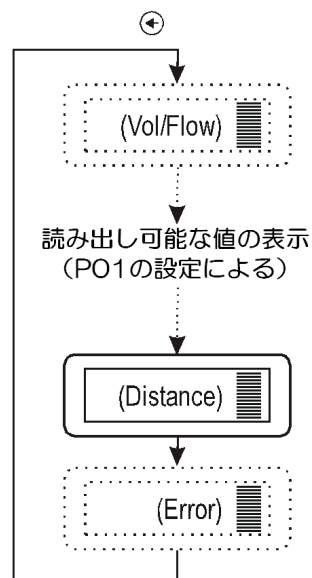 (Vol/Flow)
読み出し可能な値の表示
(PO1の設定による)
(Distance)
(Error)